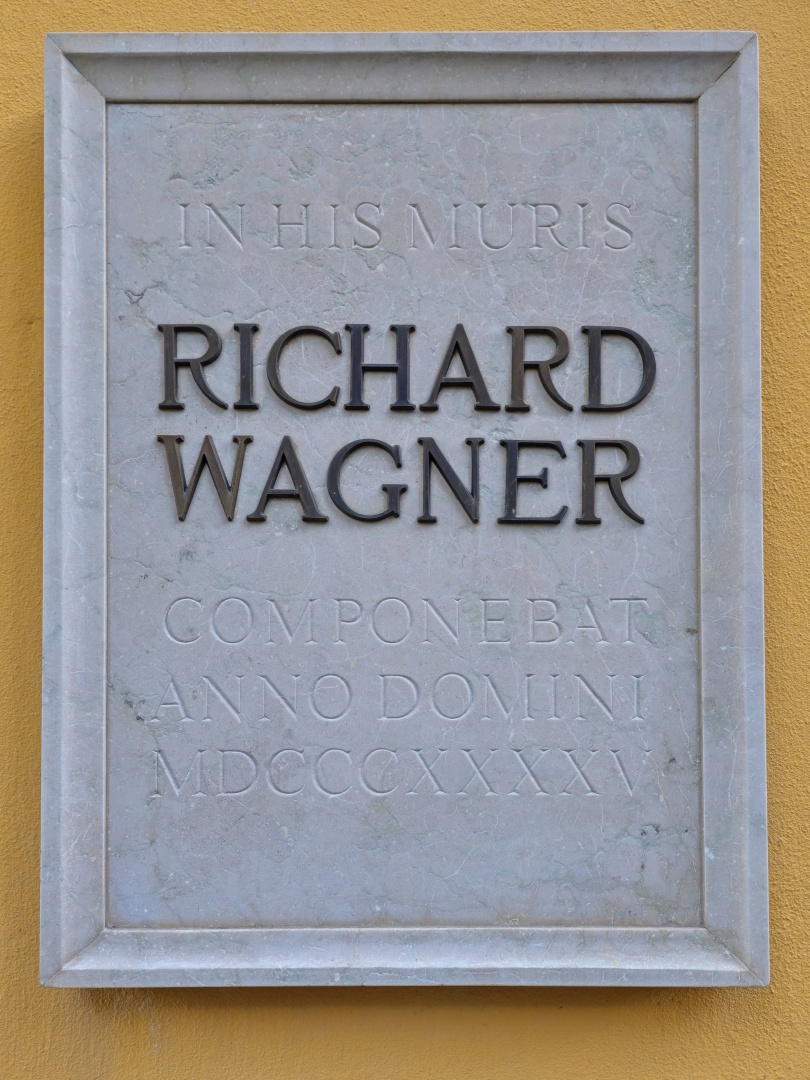 IN HIS MURIS
RICHARD
WAGNER
COMPONEBAT
ANNO DOMINI
MDCCCXXXXV